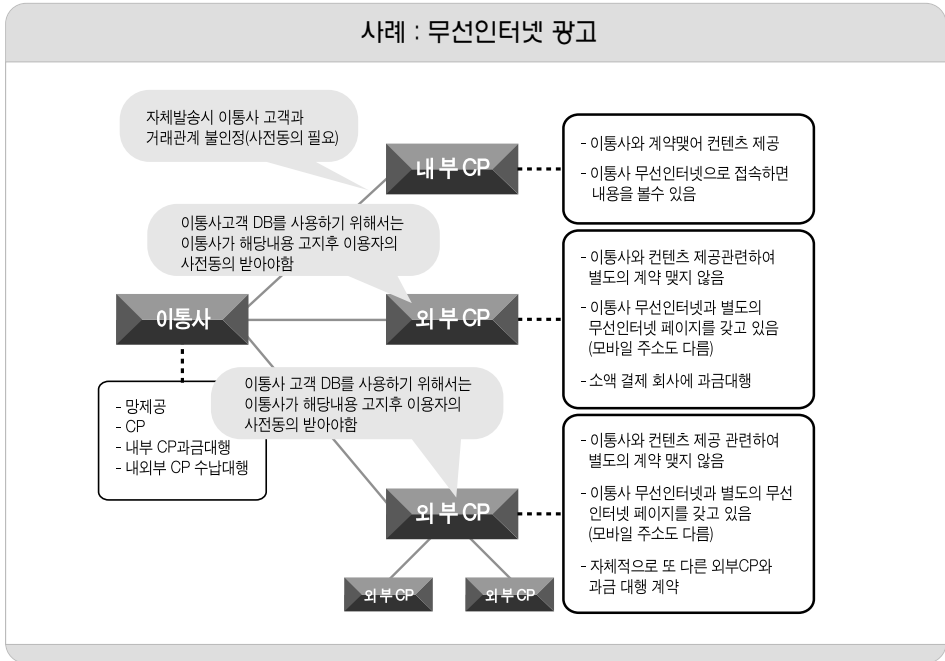 사례 : 무선인터넷 광고
자체발송시 이통사 고객과
거래관계 불인정(사전동의 필요)
내부 CP
- 이통사와 계약맺어 컨텐츠 제공
- 이통사 무선인터넷으로 접속하면
내용을 볼수 있음
이통사고객 DB를 사용하기 위해서는
이통사가 해당내용 고지후 이용자의
사전동의 받아야함
이통사
외부 CP
- 이통사와 컨텐츠 제공관련하여
별도의 계약 맺지 않음
- 이통사 무선인터넷과 별도의
무선인터넷 페이지를 갖고 있음
(모바일 주소도 다름)
- 소액 결제 회사에 과금대행
- 망제공
- CP
- 내부 CP과금대행
- 내외부 CP 수납대행
이통사 고객 DB를 사용하기 위해서는
이통사가 해당내용 고지후 이용자의
사전동의 받아야함
외부 CP
- 이통사와 컨텐츠 제공 관련하여
별도의 계약 맺지 않음
- 이통사 무선인터넷과 별도의 무선
인터넷 페이지를 갖고 있음
(모바일 주소도 다름)
- 자체적으로 또 다른 외부CP와
과금 대행 계약
외부 CP
외부 CP